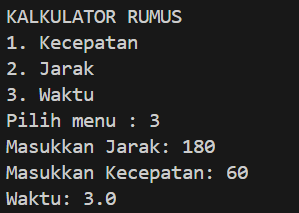 KALKULATOR RUMUS
1. Kecepatan
2. Jarak
3. Waktu
Pilih menu : 3
Masukkan Jarak: 180
Masukkan Kecepatan: 60
Waktu: 3.0